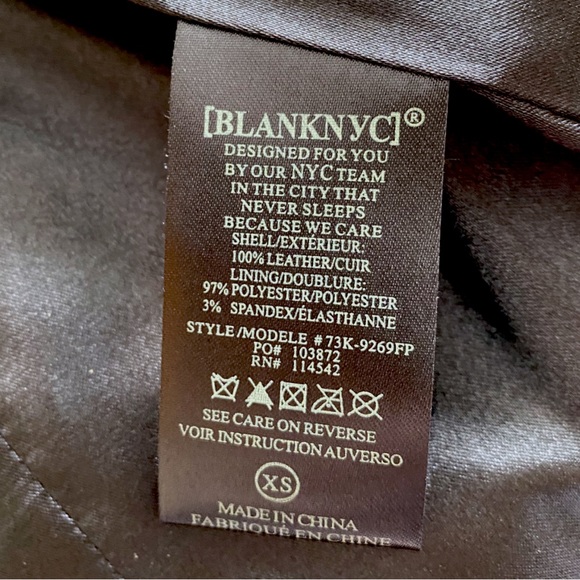 [BLANKNYC]®
DESIGNED FOR YOU
BY OUR NYC TEAM
IN THE CITY THAT
NEVER SLEEPS
BECAUSE WE CARE
SHELL/EXTÉRIEUR:
100% LEATHER/CUIR
LINING/DOUBLURE:
97% POLYESTER/POLYESTER
3% SPANDEX/ÉLASTHANNE
STYLE/MODELE # 73K-9269FP
PO# 103872
RN# 114542
SEE CARE ON REVERSE
VOIR INSTRUCTION AUVERSO
XS
MADE IN CHINA
FABRIQUÉ EN CHINE